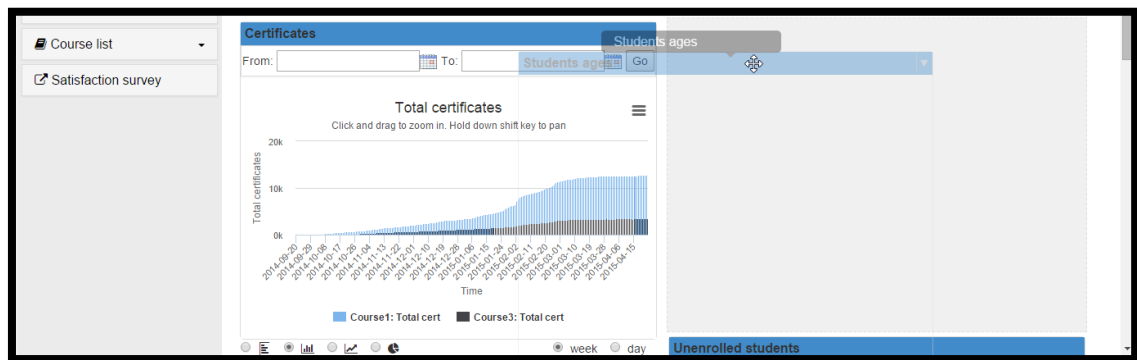 Course list
Satisfaction survey
Certificates
Students ages
From: To: Students ages Go
Total certificates
Click and drag to zoom in. Hold down shift key to pan
20k
10k
0k
Total certificates
2014-09-20 2014-09-29 2014-10-08 2014-10-17 2014-10-26 2014-11-04 2014-11-13 2014-11-22 2014-12-01 2014-12-10 2014-12-19 2014-12-28 2015-01-06 2015-01-15 2015-01-24 2015-02-02 2015-02-11 2015-02-20 2015-03-01 2015-03-10 2015-03-19 2015-03-28 2015-04-06 2015-04-15
Time
Course1: Total cert Course3: Total cert
week day
Unenrolled students